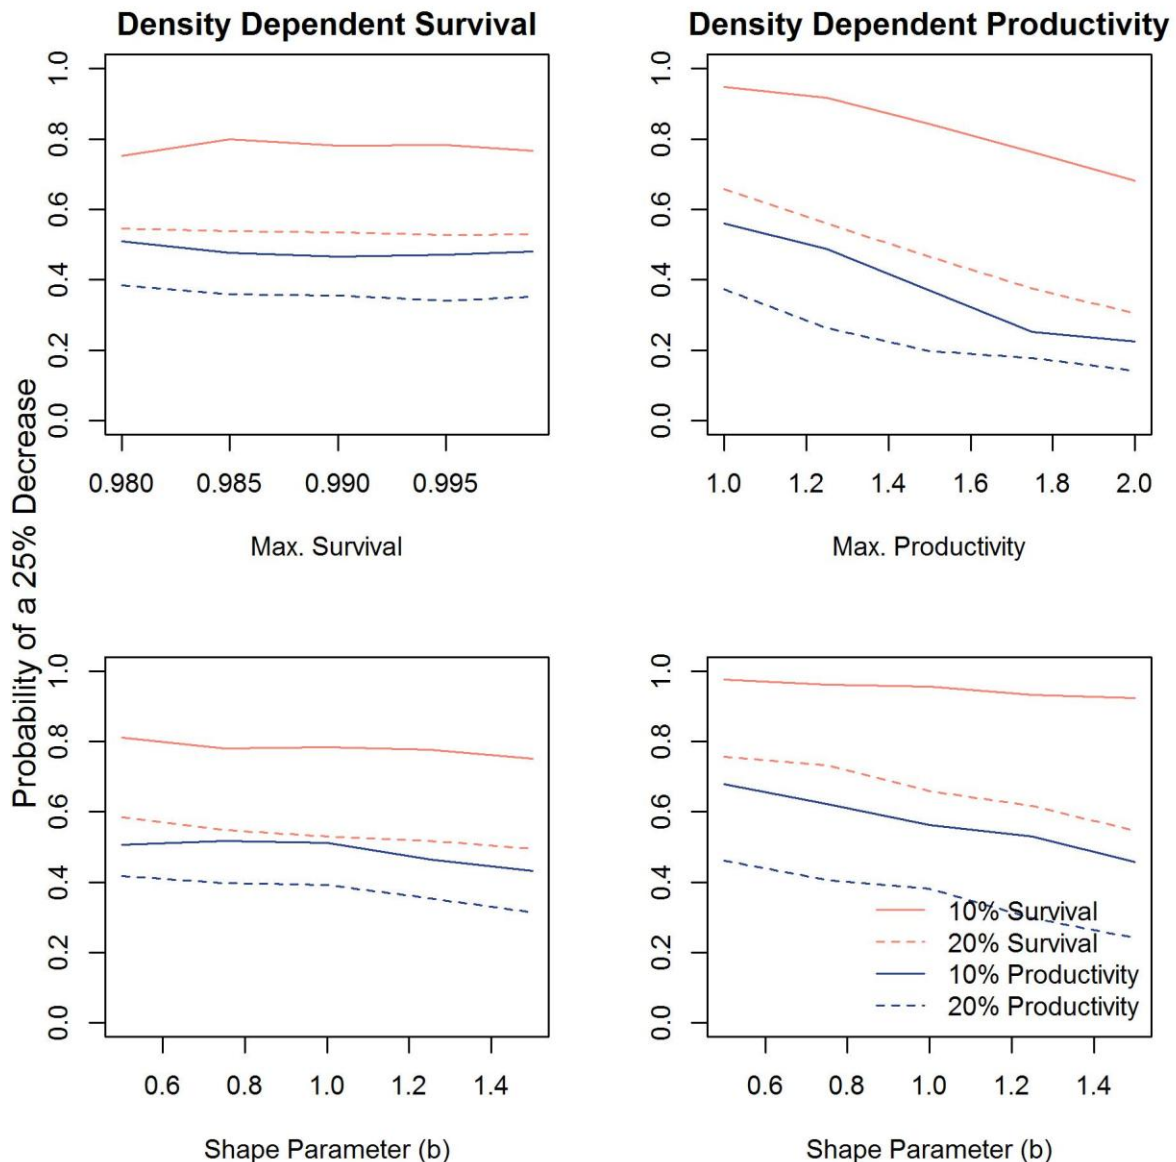 Density Dependent Survival
Density Dependent Productivity
Probability of a 25% Decrease
1.0
0.8
0.6
0.4
0.2
0.0
0.980 0.985 0.990 0.995
Max. Survival
1.0
0.8
0.6
0.4
0.2
0.0
1.0 1.2 1.4 1.6 1.8 2.0
Max. Productivity
1.0
0.8
0.6
0.4
0.2
0.0
0.6 0.8 1.0 1.2 1.4
Shape Parameter (b)
1.0
0.8
0.6
0.4
0.2
0.0
10% Survival
20% Survival
10% Productivity
20% Productivity
0.6 0.8 1.0 1.2 1.4
Shape Parameter (b)